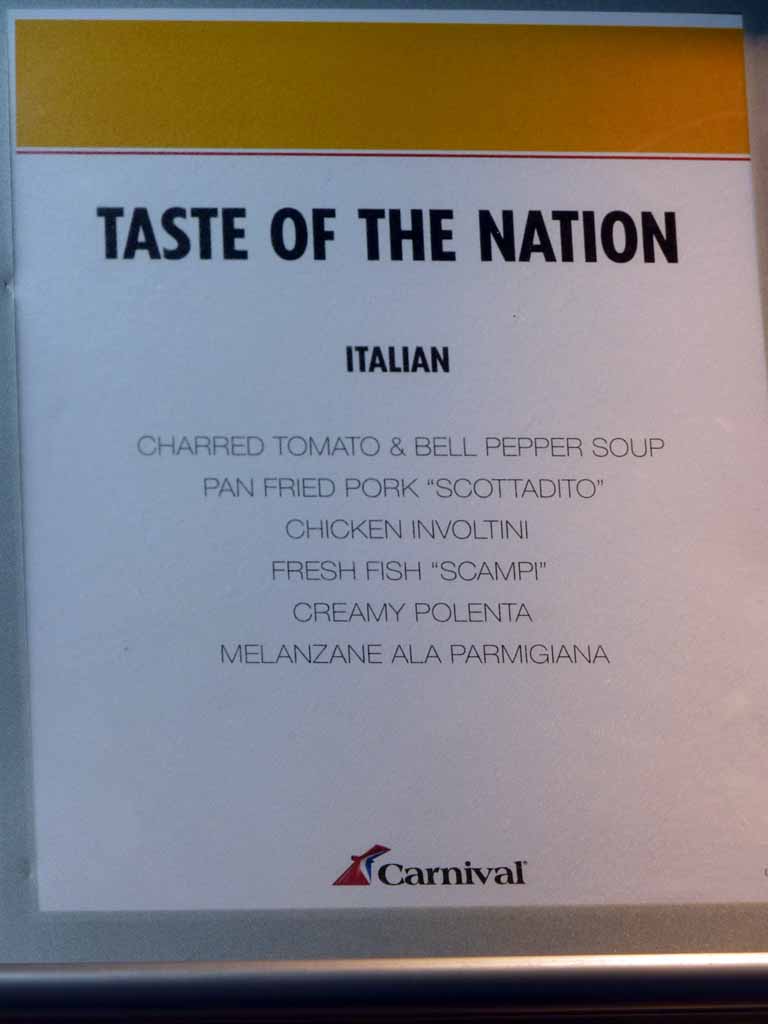 TASTE OF THE NATION
ITALIAN
CHARRED TOMATO & BELL PEPPER SOUP
PAN FRIED PORK “SCOTTADITO”
CHICKEN INVOLTINI
FRESH FISH “SCAMPI”
CREAMY POLENTA
MELANZANE ALA PARMIGIANA
Carnival